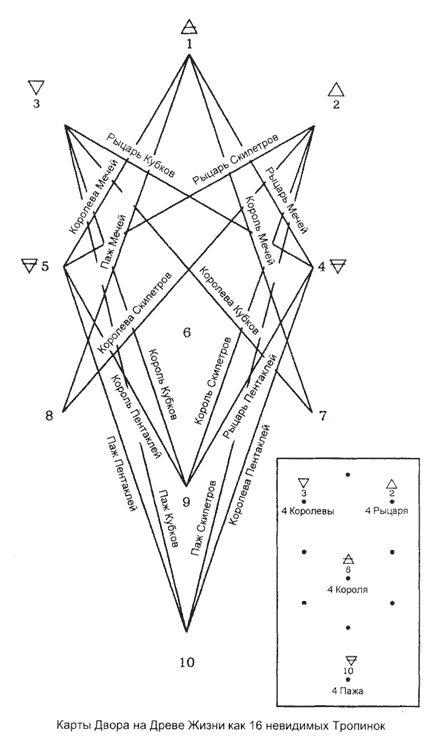 1
3
2
Рыцарь Кубков
Рыцарь Скипетров
Королева Мечей
Паж Мечей
Король Мечей
Рыцарь Мечей
5
4
Королева Скипетров
Королева Кубков
6
Король Кубков
Король Скипетров
Король Пентаклей
Рыцарь Пентаклей
8
7
Паж Пентаклей
Паж Кубков
Паж Скипетров
Королева Пентаклей
9
10
3
2
4 Королевы
4 Рыцаря
6
4 Короля
10
4 Пажа
Карты Двора на Древе Жизни как 16 невидимых Тропинок